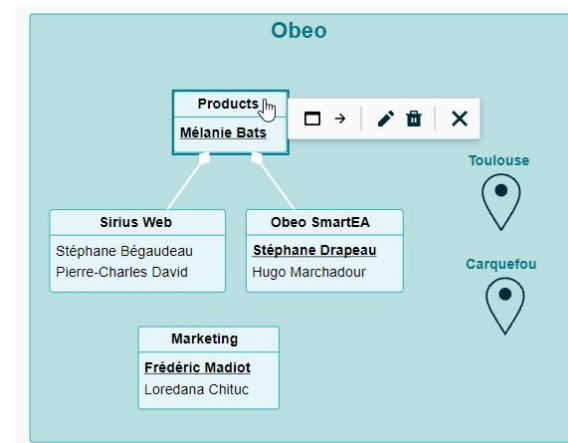 Obeo
Products
Mélanie Bats
Toulouse
Sirius Web
Stéphane Bégaudeau
Pierre-Charles David
Obeo SmartEA
Stéphane Drapeau
Hugo Marchadour
Carquefou
Marketing
Frédéric Madiot
Loredana Chituc